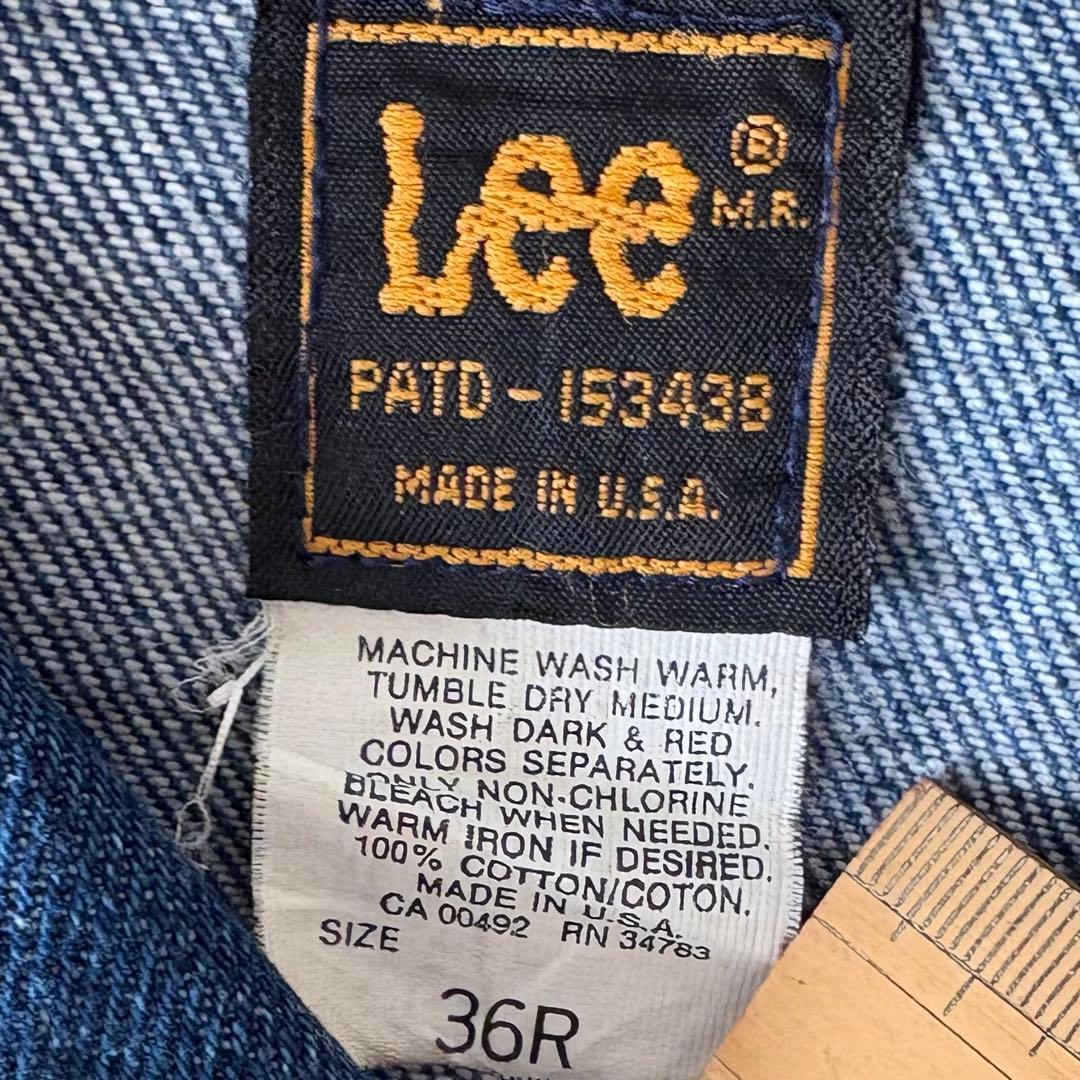 Lee ®
M.R.
PATD-153438
MADE IN U.S.A.
MACHINE WASH WARM,
TUMBLE DRY MEDIUM.
WASH DARK & RED
COLORS SEPARATELY.
ONLY NON-CHLORINE
BLEACH WHEN NEEDED.
WARM IRON IF DESIRED.
100% COTTON/COTON.
MADE IN U.S.A.
CA 00492 RN 34783
SIZE
36R